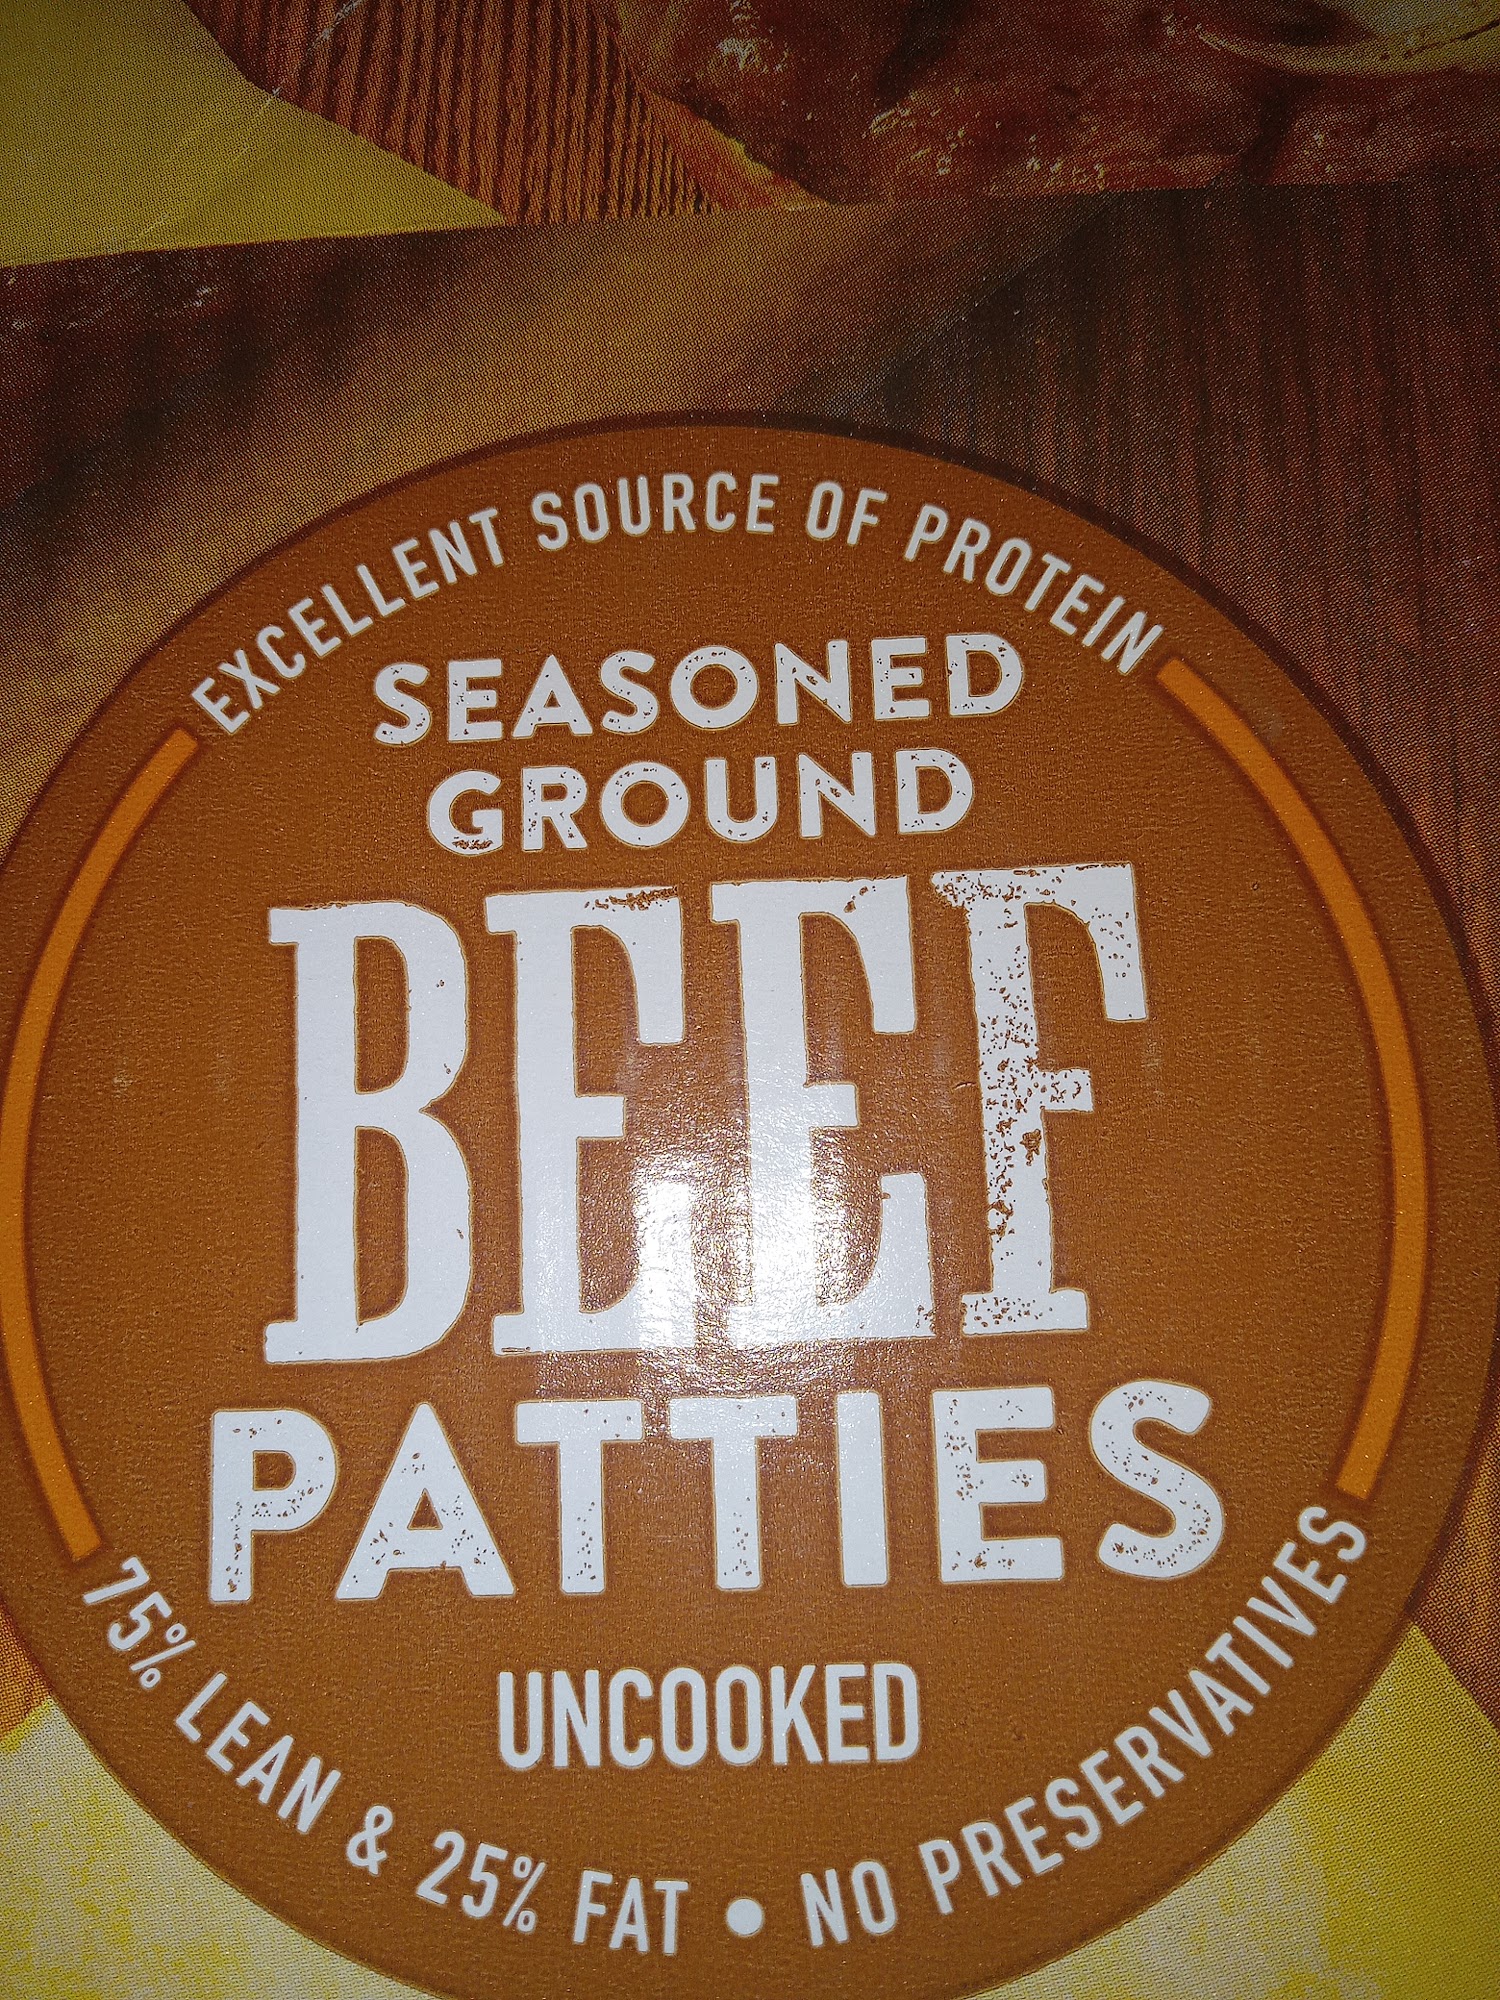 EXCELLENT SOURCE OF PROTEIN
SEASONED
GROUND
BEEF
PATTIES
UNCOOKED
75% LEAN & 25% FAT • NO PRESERVATIVES